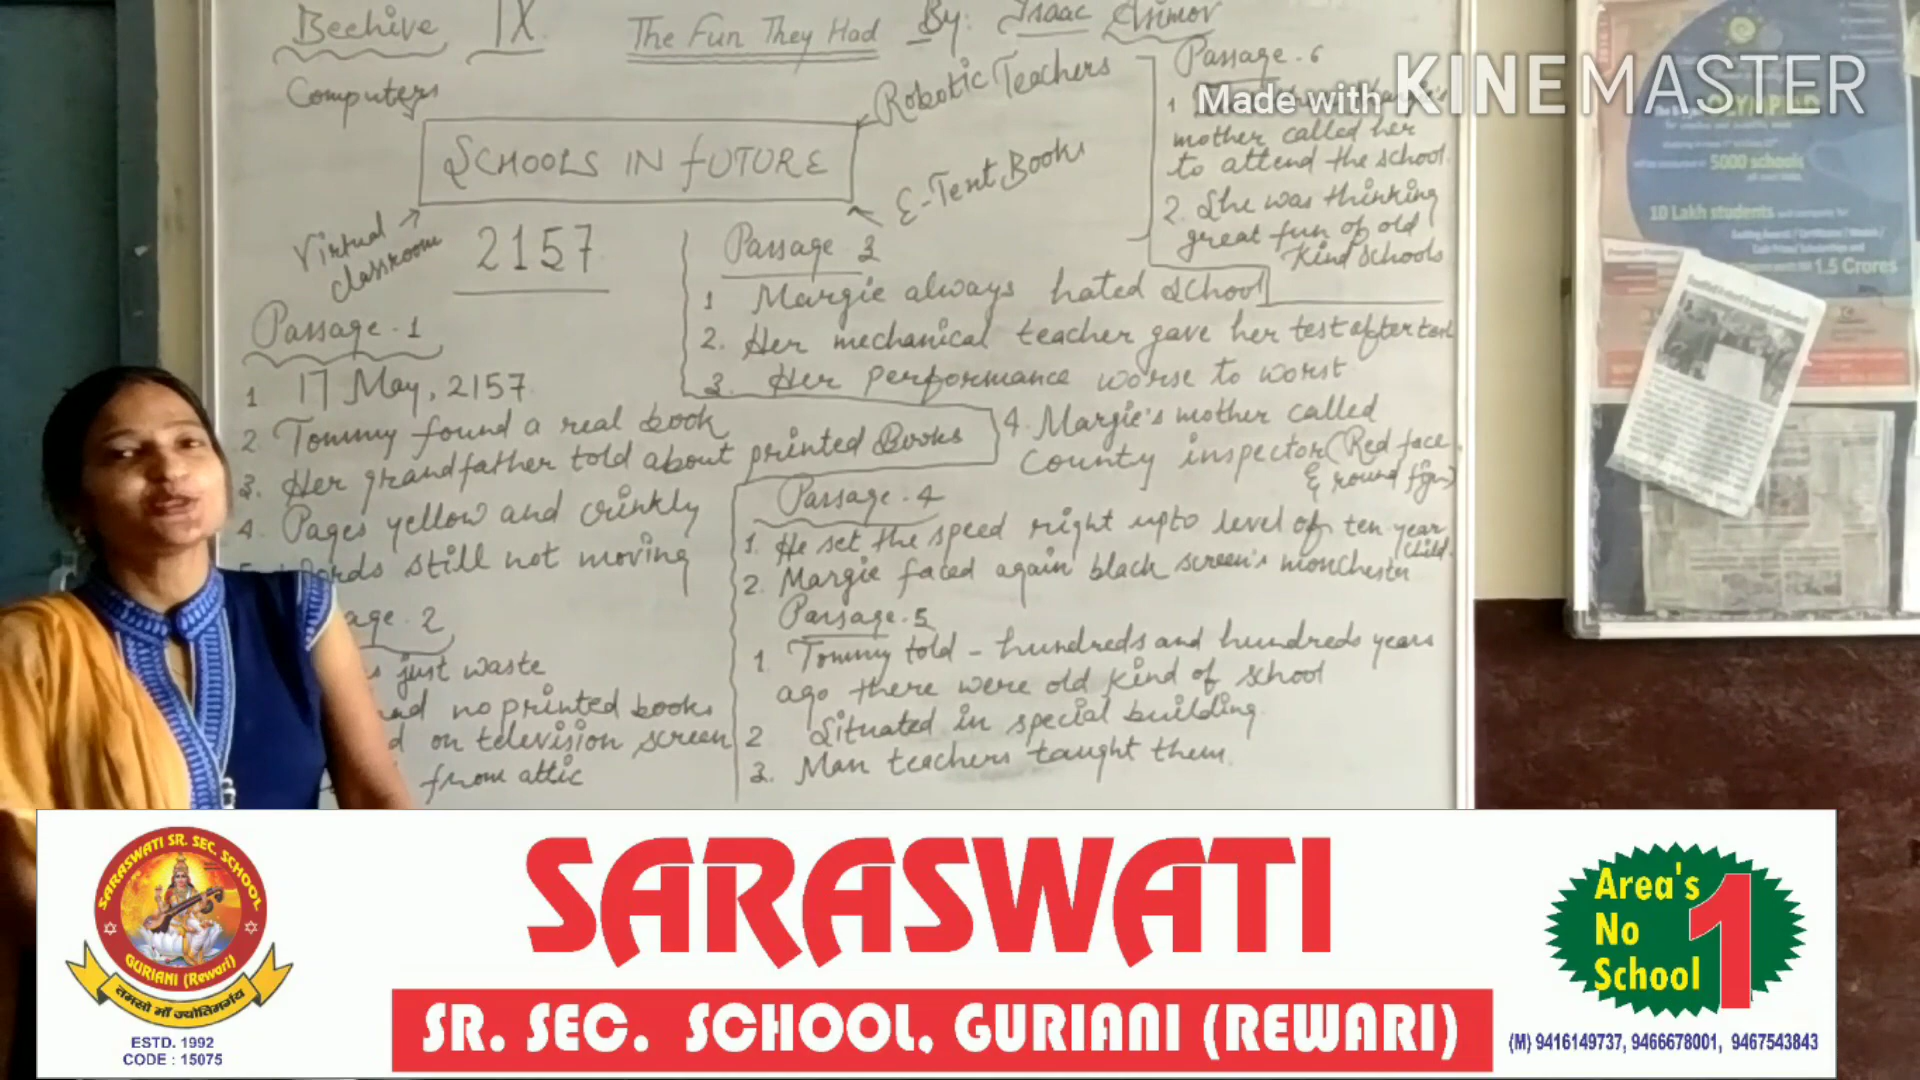 Beehive IX The Fun They Had By: Isaac Asimov
Computers
Robotic Teachers
SCHOOLS IN FUTURE
E-Text Books
Virtual
classroom
2157
Passage.1
1 17 May, 2157
2 Tommy found a real book
3. Her grandfather told about printed Books
4. Pages yellow and crinkly
words still not moving
age.2
just waste
no printed books
on television screen
from attic
Passage 3
1 Margie always hated school
2. Her mechanical teacher gave her test after test
3. Her performance worse to worst
4. Margie's mother called
County inspector (Red face
& round
Passage.4
1. He set the speed right upto level of ten year
child
2. Margie faced again black screen's
Passage.5
1. Tommy told - hundreds and hundreds years
ago there were old kind of school
2 Situated in special building
3. Man teachers taught them.
Passage.6
1
mother called her
to attend the school
2. She was thinking
great fun of old
kind schools
Made with KINEMASTER
OLYMPIAD
5000 schools
10 Lakh students
1.5 Crores
SARASWATI SR. SEC. SCHOOL
GURIANI (Rewari)
तमसो माँ ज्योतिर्गमय
ESTD. 1992
CODE : 15075
SARASWATI
SR. SEC. SCHOOL, GURIANI (REWARI)
Area's
No 1
School
(M) 9416149737, 9466678001, 9467543843